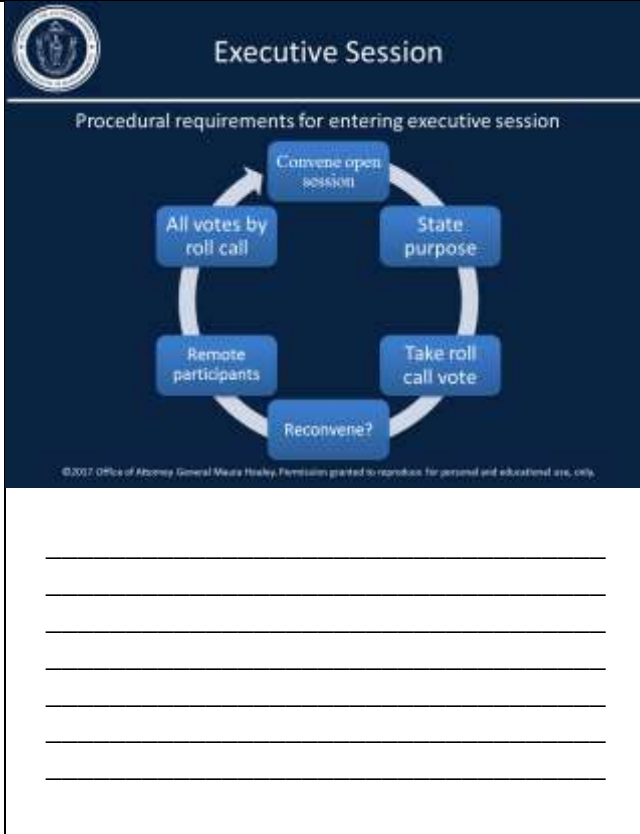 Executive Session
Procedural requirements for entering executive session
Convene open
session
State
purpose
Take roll
call vote
Reconvene?
Remote
participants
All votes by
roll call
©2017 Office of Attorney General Maura Healey. Permission granted to reproduce for personal and educational use, only.